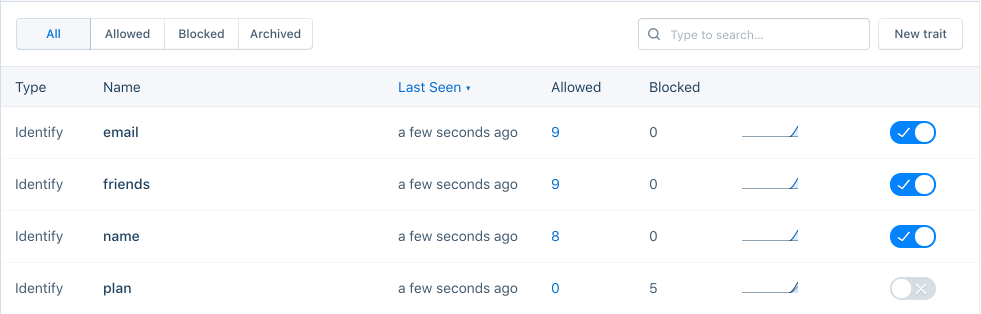 All Allowed Blocked Archived Type to search... New trait
Type Name Last Seen ▾ Allowed Blocked
Identify email a few seconds ago 9 0
Identify friends a few seconds ago 9 0
Identify name a few seconds ago 8 0
Identify plan a few seconds ago 0 5